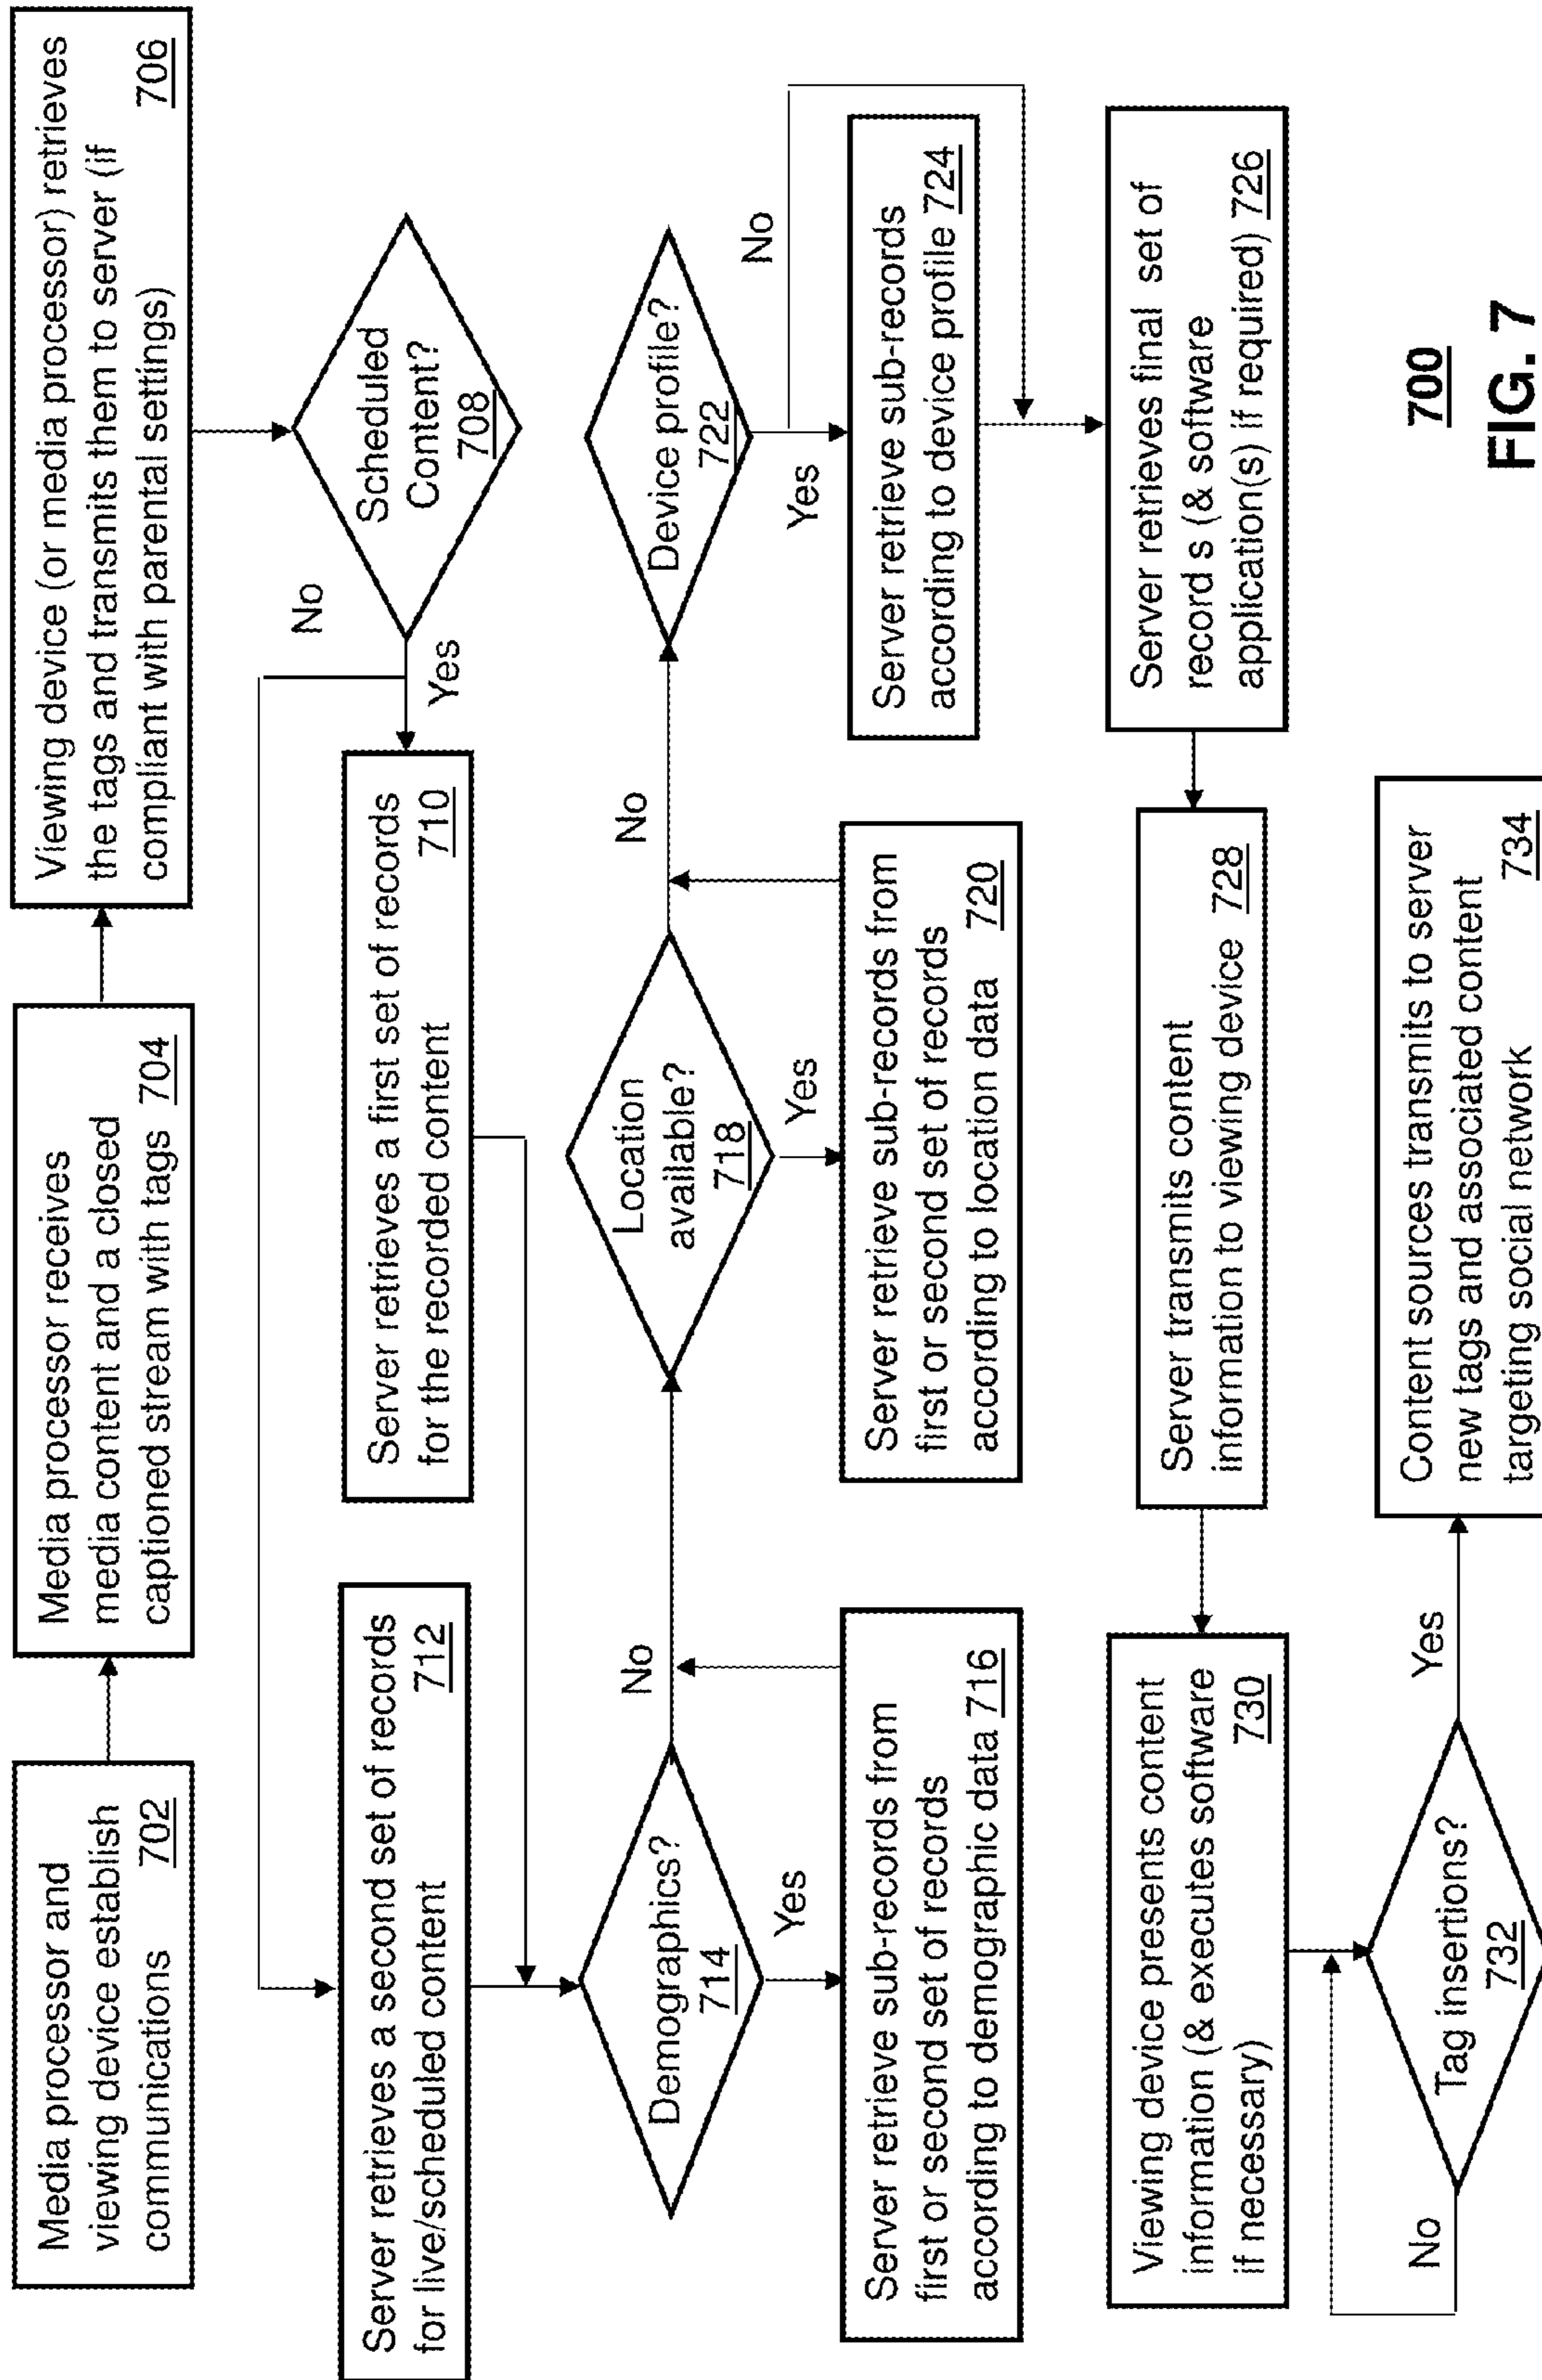 Media processor and
viewing device establish
communications 702
Media processor receives
media content and a closed
captioned stream with tags 704
Viewing device (or media processor) retrieves
the tags and transmits them to server (if
compliant with parental settings)
706
Scheduled
Content?
708
No
Yes
Server retrieves a first set of records
for the recorded content 710
Server retrieves a second set of records
for live/scheduled content 712
Demographics?
714
No
Yes
Server retrieve sub-records from
first or second set of records
according to demographic data 716
Location
available?
718
No
Yes
Server retrieve sub-records from
first or second set of records
according to location data 720
Device profile?
722
No
Yes
Server retrieve sub-records
according to device profile 724
Server retrieves final set of
record s (& software
application(s) if required) 726
Server transmits content
information to viewing device 728
Viewing device presents content
information (& executes software
if necessary) 730
Tag insertions?
732
No
Yes
Content sources transmits to server
new tags and associated content
targeting social network 734
700
FIG. 7